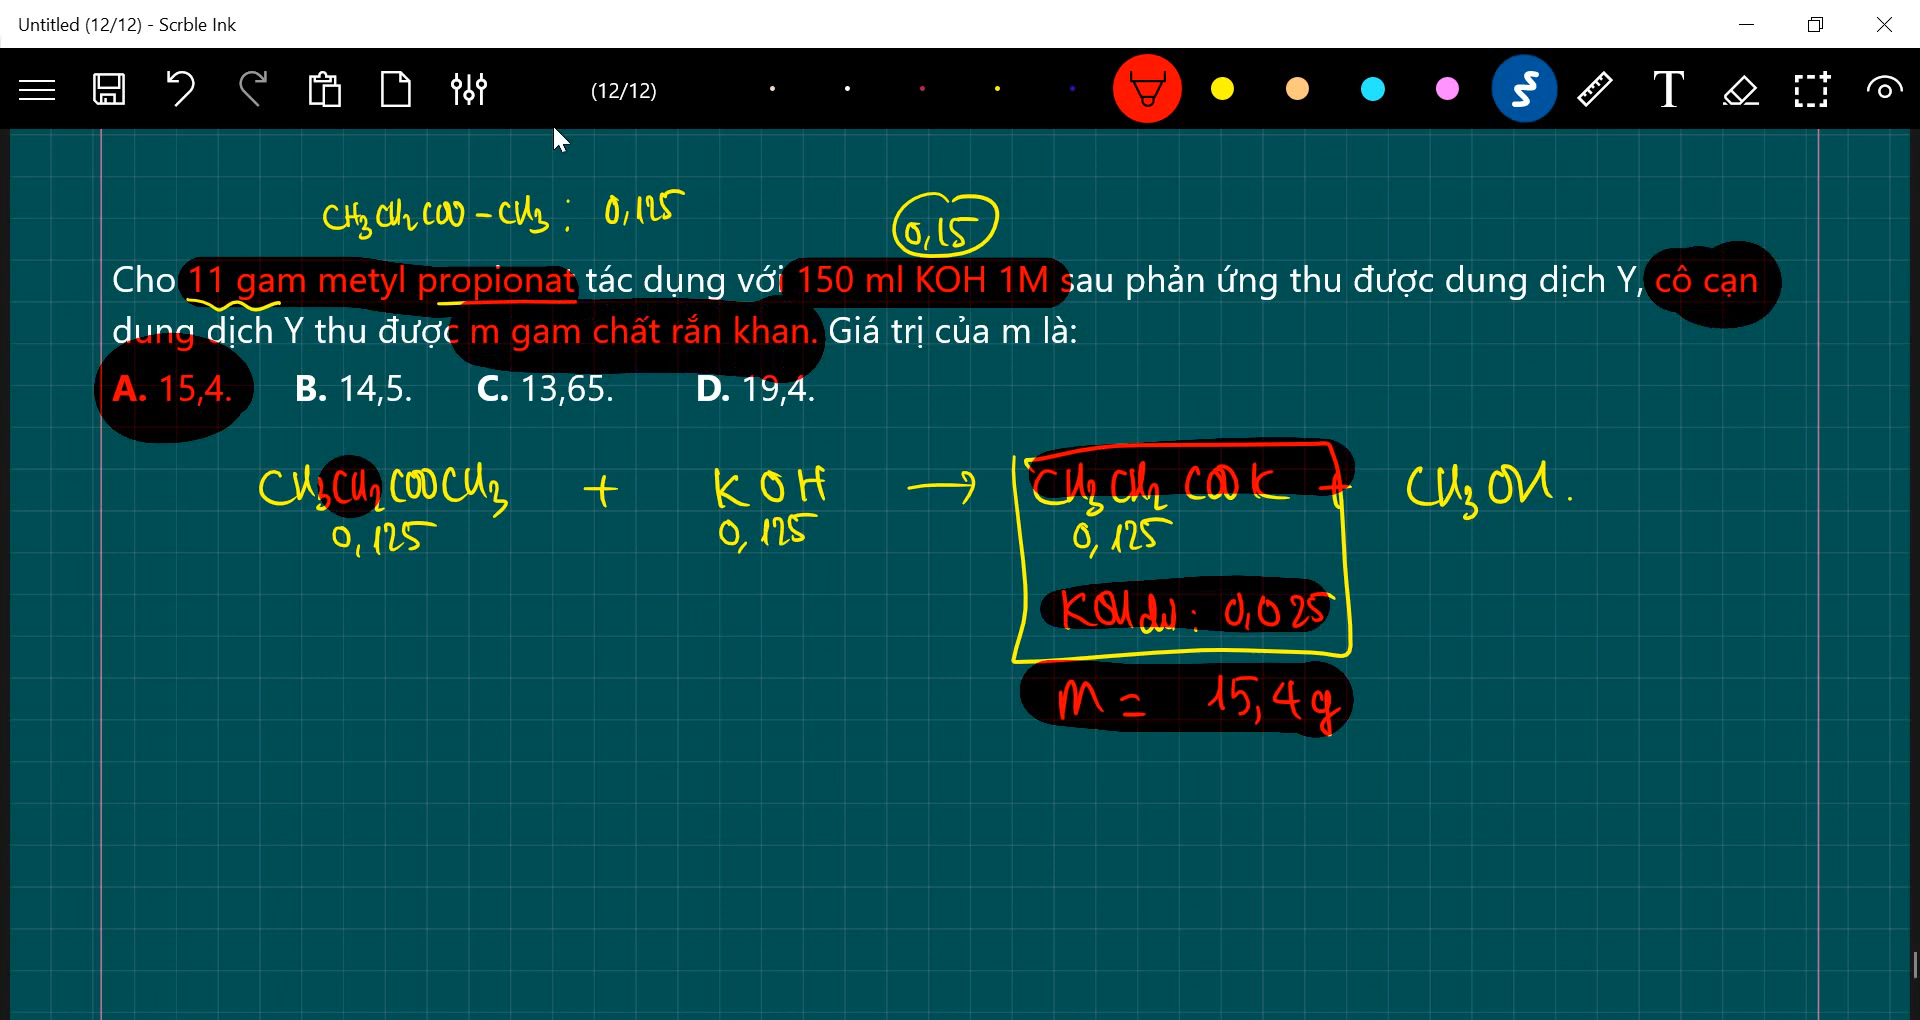 Untitled (12/12) - Scrble Ink
(12/12)
T
CH3CH2COO-CH3: 0,125
0,15
Cho 11 gam metyl propionat tác dụng với 150 ml KOH 1M sau phản ứng thu được dung dịch Y, cô cạn
dung dịch Y thu được m gam chất rắn khan. Giá trị của m là:
A. 15,4. B. 14,5. C. 13,65. D. 19,4.
CH3CH2COOCH3 + KOH → CH3CH2COOK + CH3OH.
0,125 0,125 0,125
KOH dư: 0,025
m = 15,4g